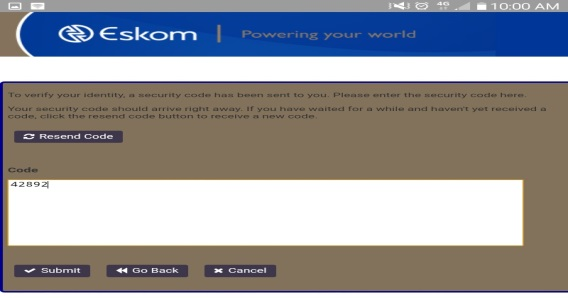 10:00 AM
Eskom | Powering your world
To verify your identity, a security code has been sent to you. Please enter the security code here.
Your security code should arrive right away. If you have waited for a while and haven't yet received a
code, click the resend code button to receive a new code.
Resend Code
Code
42892
Submit Go Back Cancel